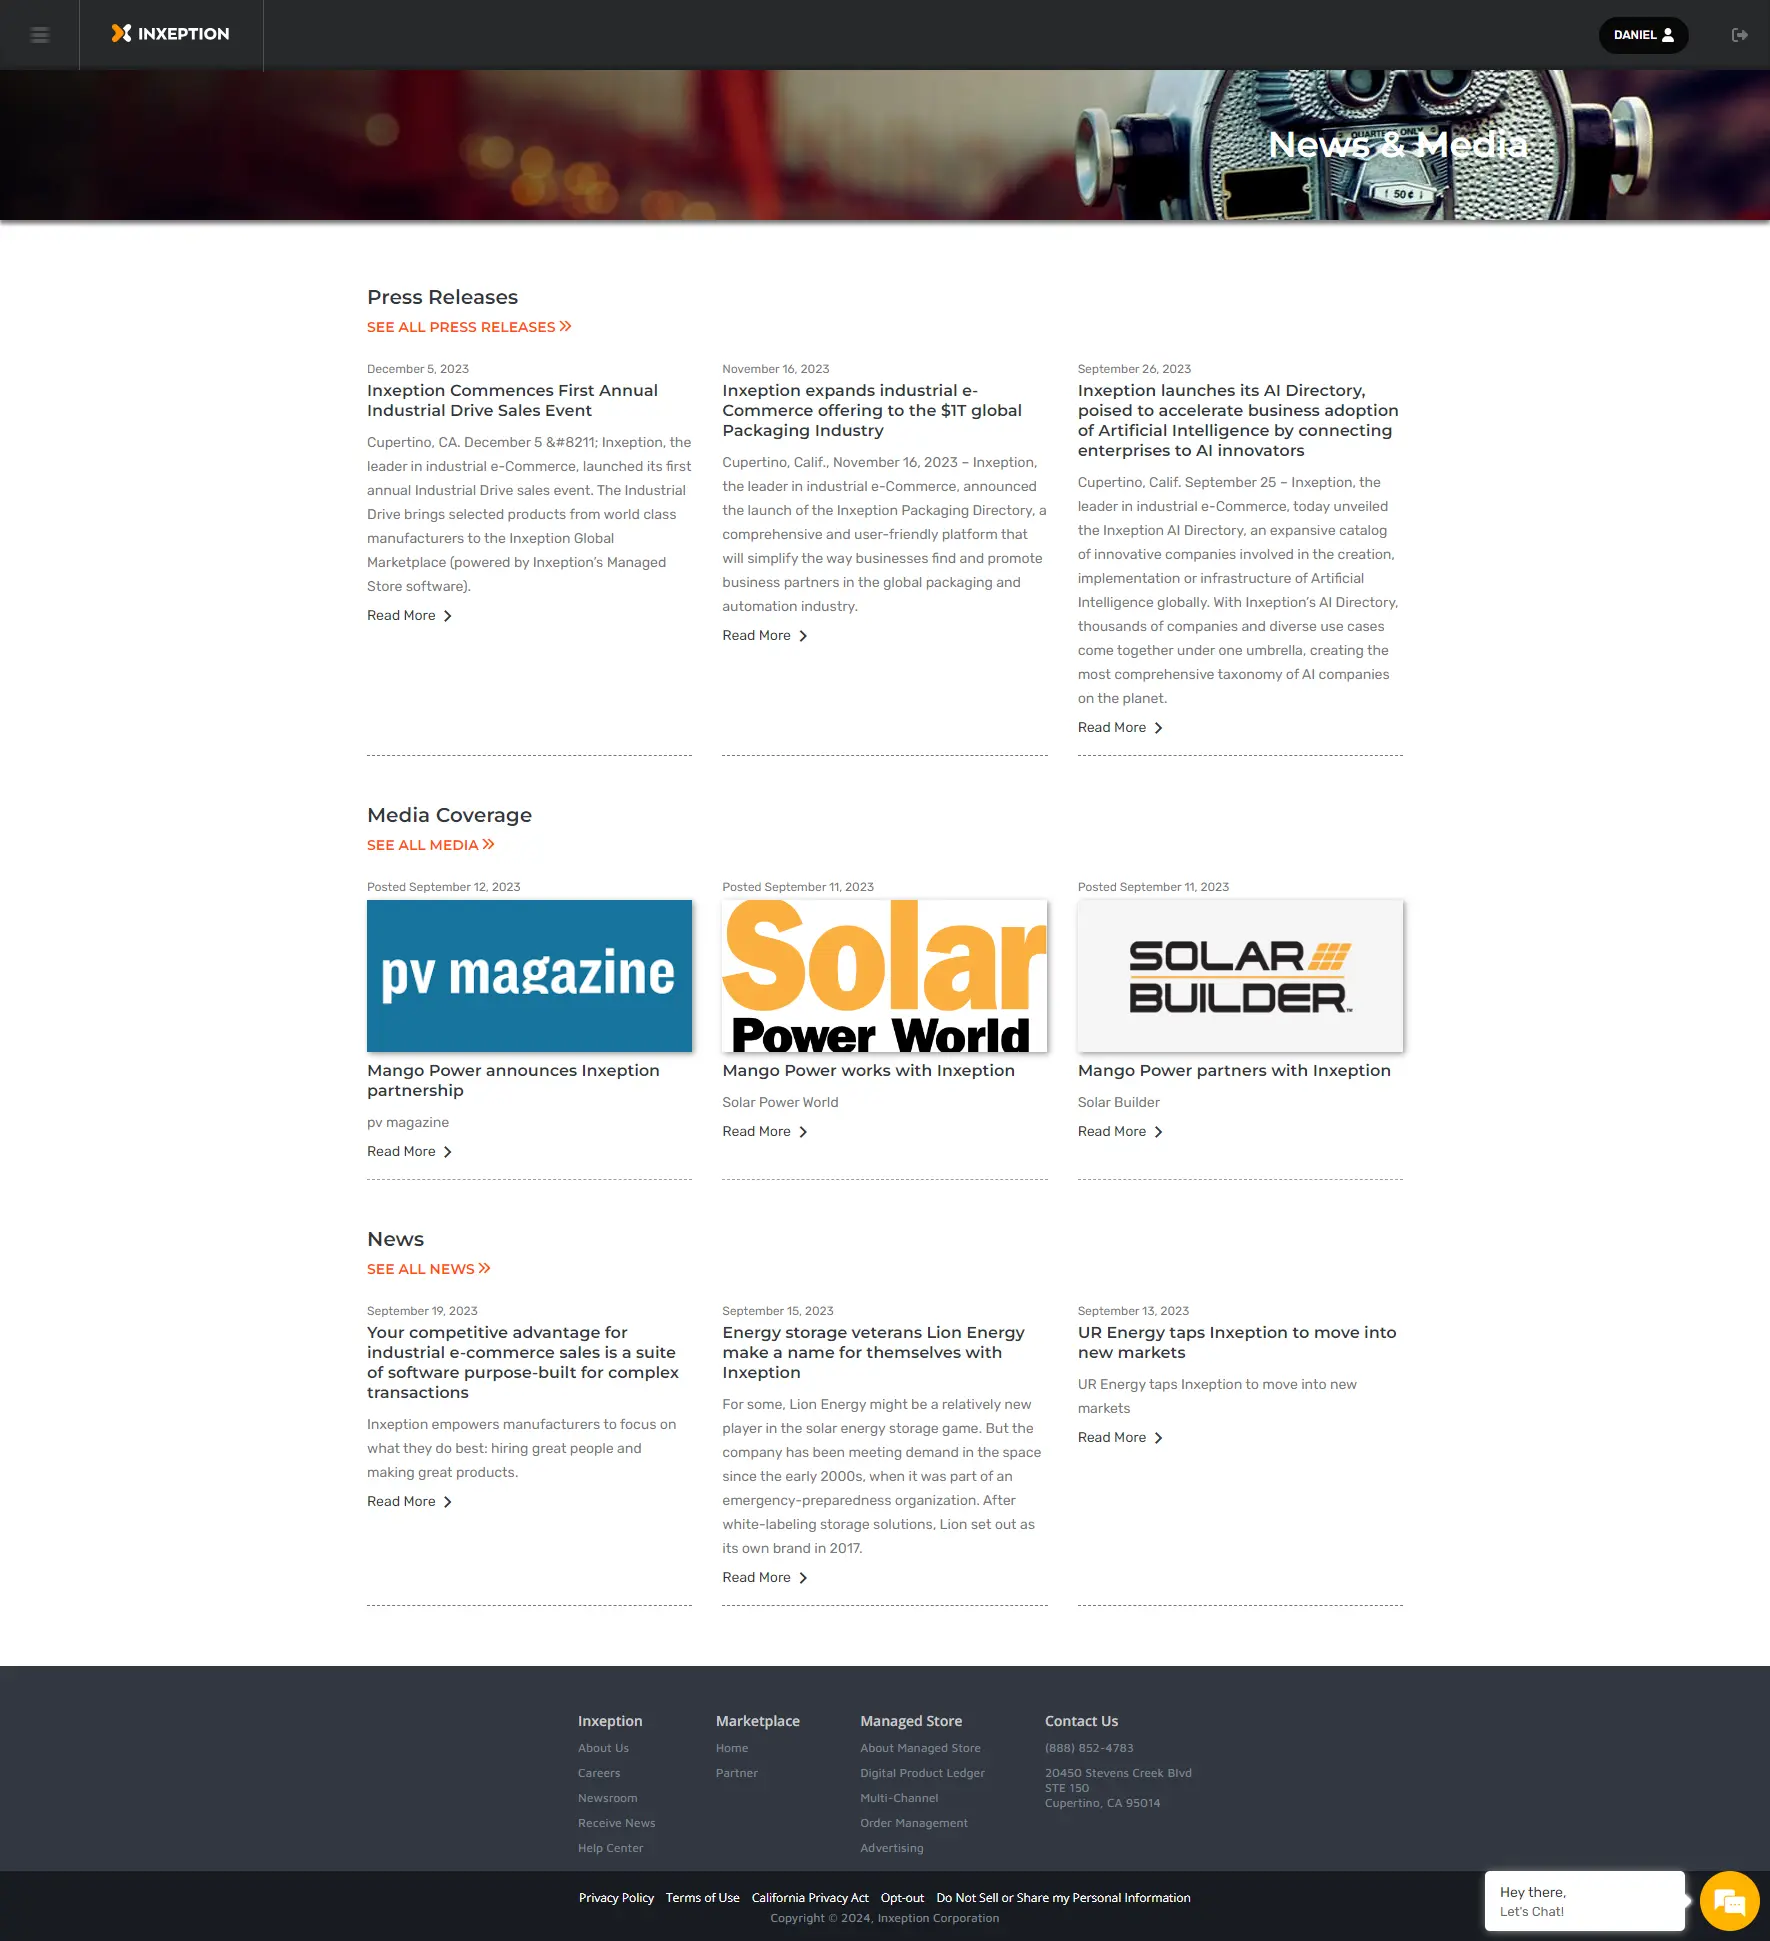 INXEPTION
DANIEL
QUARTERS ONLY
News & Media
50¢
Press Releases
SEE ALL PRESS RELEASES
December 5, 2023
Inxeption Commences First Annual
Industrial Drive Sales Event
Cupertino, CA. December 5 &#8211; Inxeption, the
leader in industrial e-Commerce, launched its first
annual Industrial Drive sales event. The Industrial
Drive brings selected products from world class
manufacturers to the Inxeption Global
Marketplace (powered by Inxeption's Managed
Store software).
Read More
November 16, 2023
Inxeption expands industrial e-
Commerce offering to the $1T global
Packaging Industry
Cupertino, Calif., November 16, 2023 – Inxeption,
the leader in industrial e-Commerce, announced
the launch of the Inxeption Packaging Directory, a
comprehensive and user-friendly platform that
will simplify the way businesses find and promote
business partners in the global packaging and
automation industry.
Read More
September 26, 2023
Inxeption launches its AI Directory,
poised to accelerate business adoption
of Artificial Intelligence by connecting
enterprises to AI innovators
Cupertino, Calif. September 25 – Inxeption, the
leader in industrial e-Commerce, today unveiled
the Inxeption AI Directory, an expansive catalog
of innovative companies involved in the creation,
implementation or infrastructure of Artificial
Intelligence globally. With Inxeption's AI Directory,
thousands of companies and diverse use cases
come together under one umbrella, creating the
most comprehensive taxonomy of AI companies
on the planet.
Read More
Media Coverage
SEE ALL MEDIA
Posted September 12, 2023
pv magazine
Mango Power announces Inxeption
partnership
pv magazine
Read More
Posted September 11, 2023
Solar
Power World
Mango Power works with Inxeption
Solar Power World
Read More
Posted September 11, 2023
SOLAR
BUILDER™
Mango Power partners with Inxeption
Solar Builder
Read More
News
SEE ALL NEWS
September 19, 2023
Your competitive advantage for
industrial e-commerce sales is a suite
of software purpose-built for complex
transactions
Inxeption empowers manufacturers to focus on
what they do best: hiring great people and
making great products.
Read More
September 15, 2023
Energy storage veterans Lion Energy
make a name for themselves with
Inxeption
For some, Lion Energy might be a relatively new
player in the solar energy storage game. But the
company has been meeting demand in the space
since the early 2000s, when it was part of an
emergency-preparedness organization. After
white-labeling storage solutions, Lion set out as
its own brand in 2017.
Read More
September 13, 2023
UR Energy taps Inxeption to move into
new markets
UR Energy taps Inxeption to move into new
markets
Read More
Inxeption
About Us
Careers
Newsroom
Receive News
Help Center
Marketplace
Home
Partner
Managed Store
About Managed Store
Digital Product Ledger
Multi-Channel
Order Management
Advertising
Contact Us
(888) 852-4783
20450 Stevens Creek Blvd
STE 150
Cupertino, CA 95014
Privacy Policy Terms of Use California Privacy Act Opt-out Do Not Sell or Share my Personal Information
Copyright © 2024, Inxeption Corporation
Hey there,
Let's Chat!